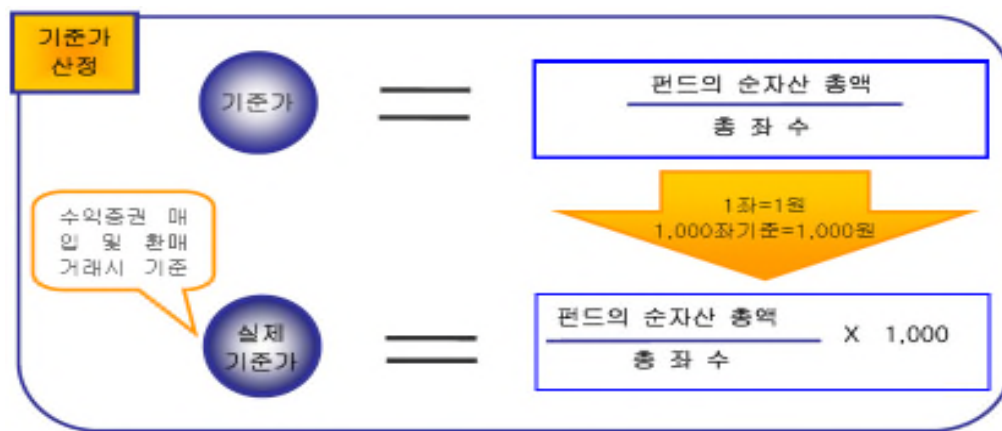 기준가
산정
기준가
펀드의 순자산 총액
총 좌 수
1좌=1원
1,000좌기준=1,000원
수익증권 매
입 및 환매
거래시 기준
실제
기준가
펀드의 순자산 총액
총 좌 수
X 1,000